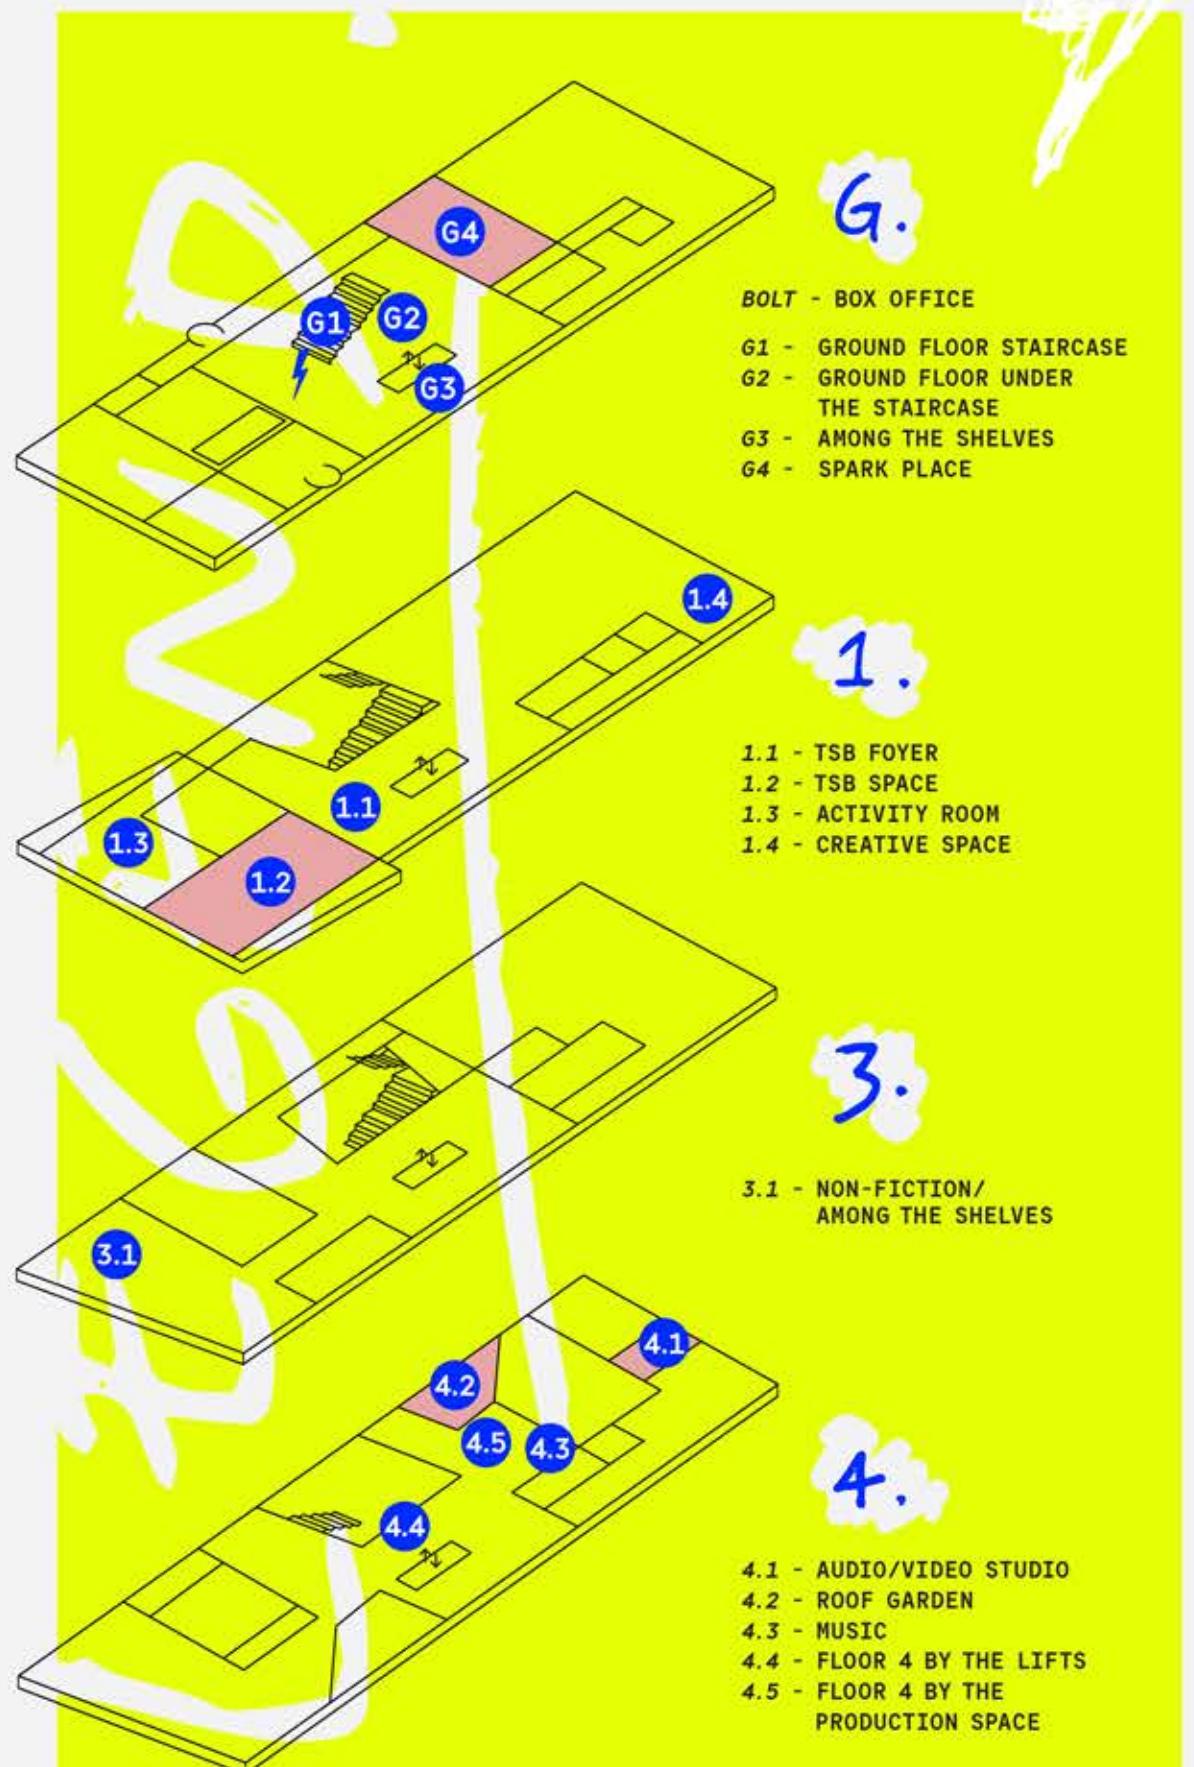 G4
G1
G2
G3
G.
BOLT - BOX OFFICE
G1 - GROUND FLOOR STAIRCASE
G2 - GROUND FLOOR UNDER
THE STAIRCASE
G3 - AMONG THE SHELVES
G4 - SPARK PLACE
1.4
1.1
1.3
1.2
1.
1.1 - TSB FOYER
1.2 - TSB SPACE
1.3 - ACTIVITY ROOM
1.4 - CREATIVE SPACE
3.1
3.
3.1 - NON-FICTION/
AMONG THE SHELVES
4.1
4.2
4.5
4.3
4.4
4.
4.1 - AUDIO/VIDEO STUDIO
4.2 - ROOF GARDEN
4.3 - MUSIC
4.4 - FLOOR 4 BY THE LIFTS
4.5 - FLOOR 4 BY THE
PRODUCTION SPACE